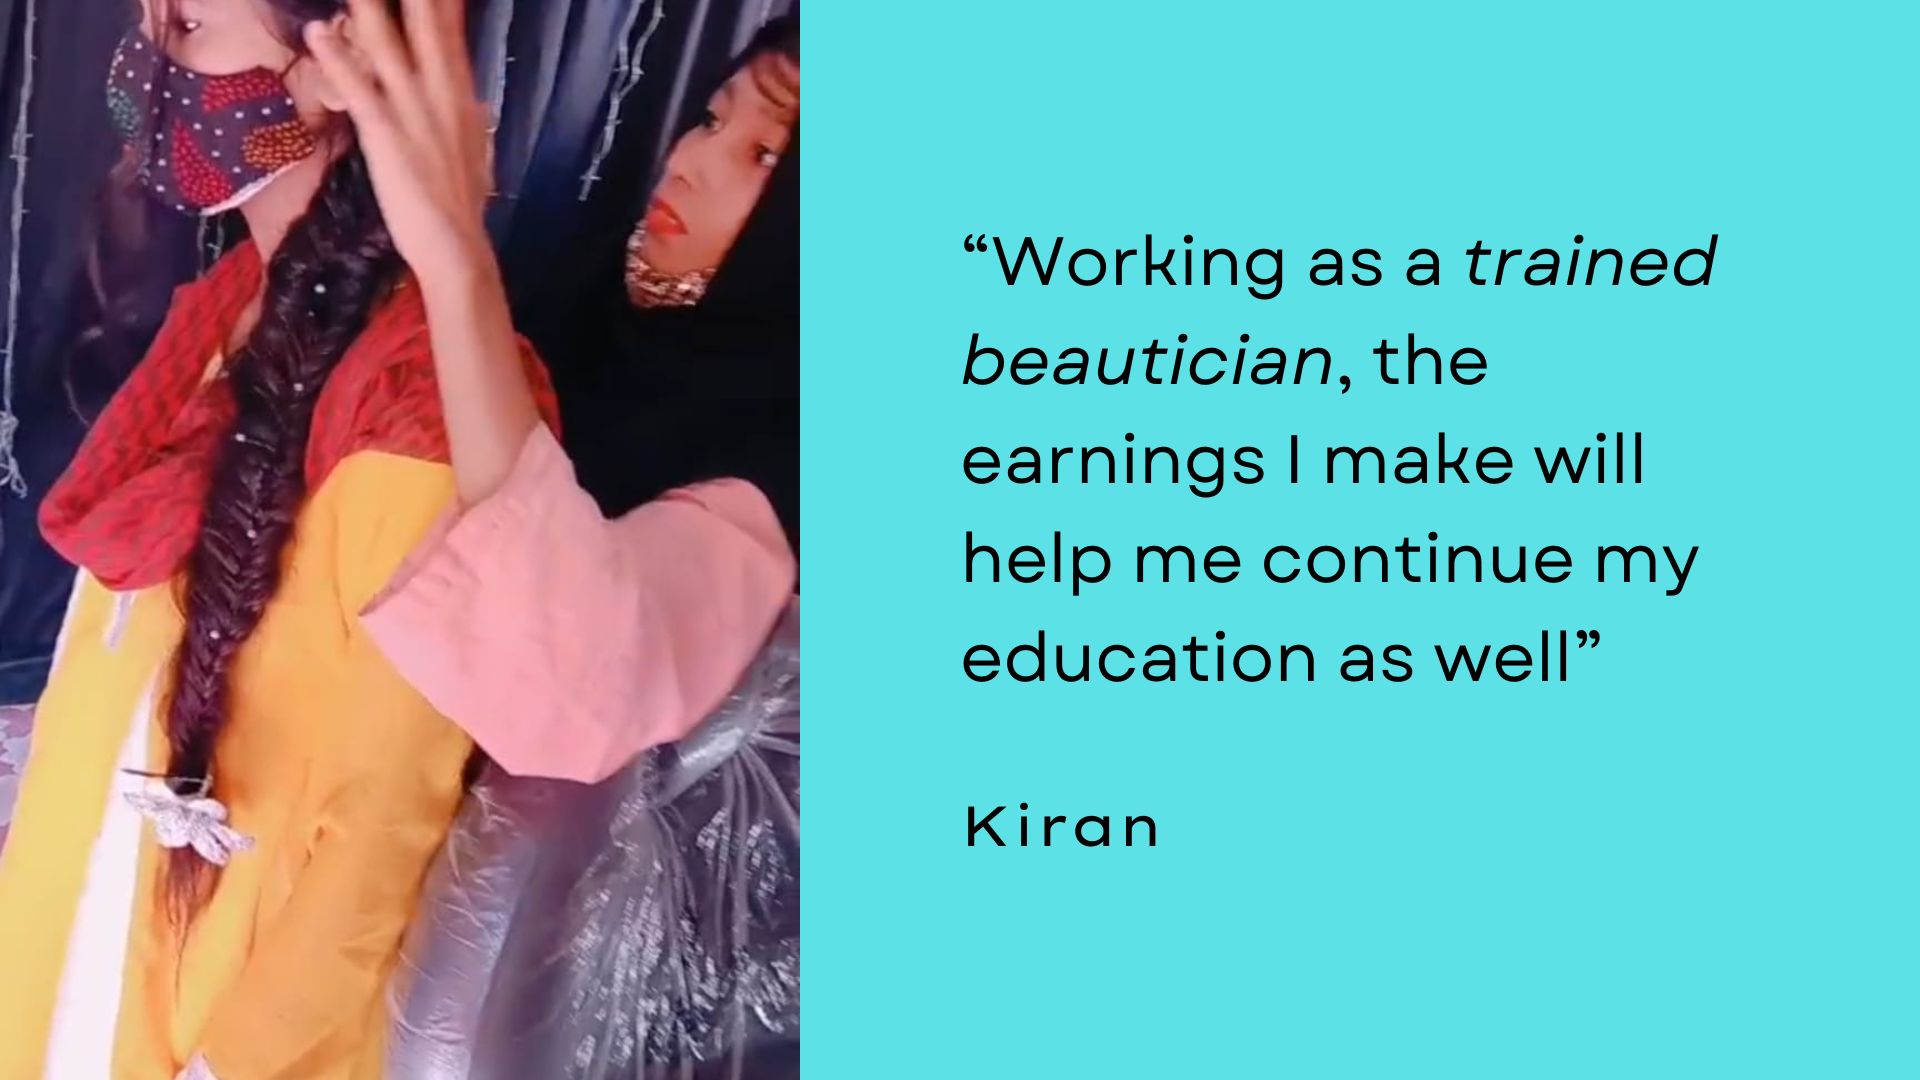 “Working as a trained
beautician, the
earnings I make will
help me continue my
education as well”
Kiran